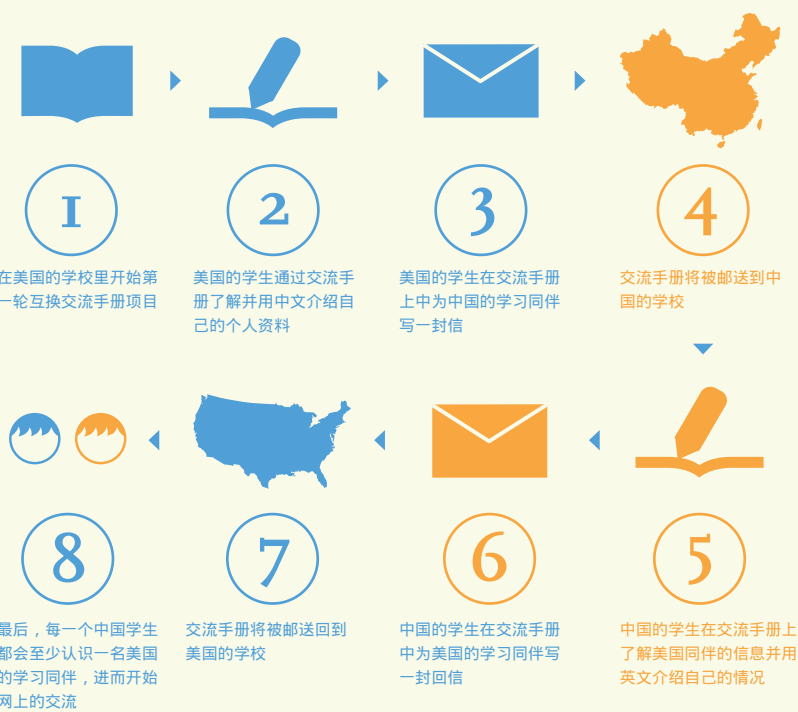 1
在美国的学校里开始第
一轮互换交流手册项目
2
美国的学生通过交流手
册了解并用中文介绍自
己的个人资料
3
美国的学生在交流手册
上中为中国的学习同伴
写一封信
4
交流手册将被邮送到中
国的学校
5
中国的学生在交流手册上
了解美国同伴的信息并用
英文介绍自己的情况
6
中国的学生在交流手册
中为美国的学习同伴写
一封回信
7
交流手册将被邮送回到
美国的学校
8
最后，每一个中国学生
都会至少认识一名美国
的学习同伴，进而开始
网上的交流